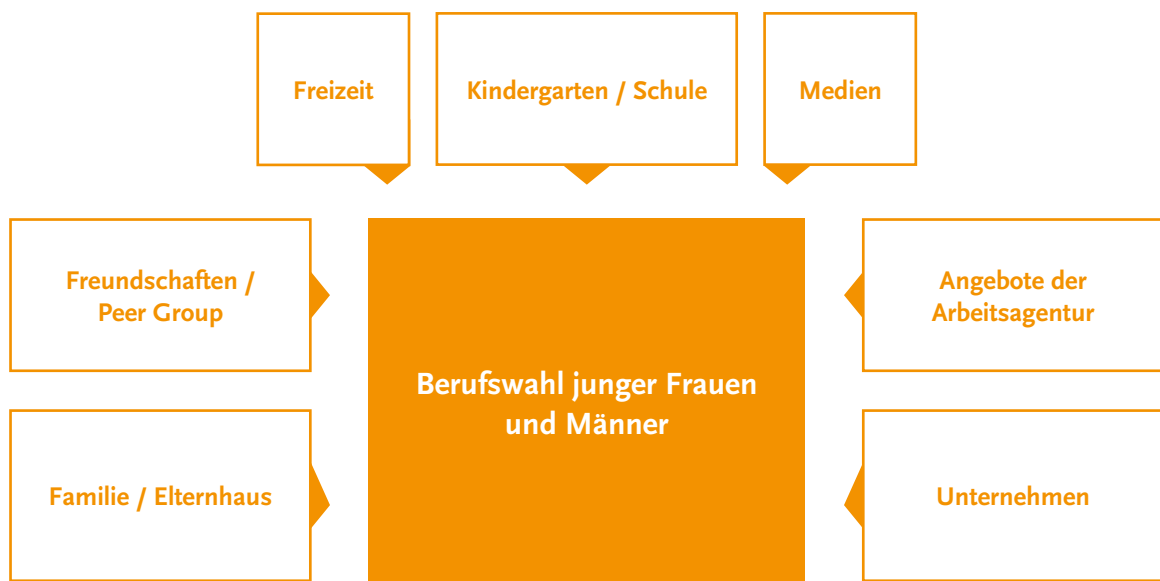 Freizeit
Kindergarten / Schule
Medien
Freundschaften /
Peer Group
Angebote der
Arbeitsagentur
Berufswahl junger Frauen
und Männer
Familie / Elternhaus
Unternehmen